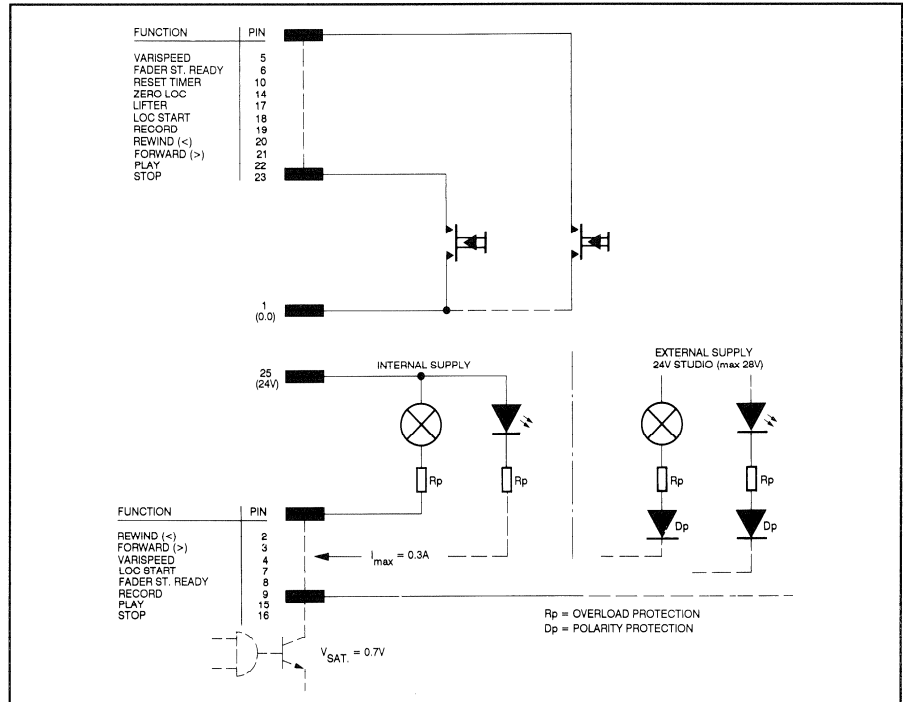 FUNCTION PIN
VARISPEED 5
FADER ST. READY 6
RESET TIMER 10
ZERO LOC 14
LIFTER 17
LOC START 18
RECORD 19
REWIND (<) 20
FORWARD (>) 21
PLAY 22
STOP 23
1
(0.0)
25
(24V)
INTERNAL SUPPLY
EXTERNAL SUPPLY
24V STUDIO (max 28V)
Rp
Rp
Rp
Rp
Dp
Dp
FUNCTION PIN
REWIND (<) 2
FORWARD (>) 3
VARISPEED 4
LOC START 7
FADER ST. READY 8
RECORD 9
PLAY 15
STOP 16
Imax = 0.3A
Rp = OVERLOAD PROTECTION
Dp = POLARITY PROTECTION
VSAT. = 0.7V